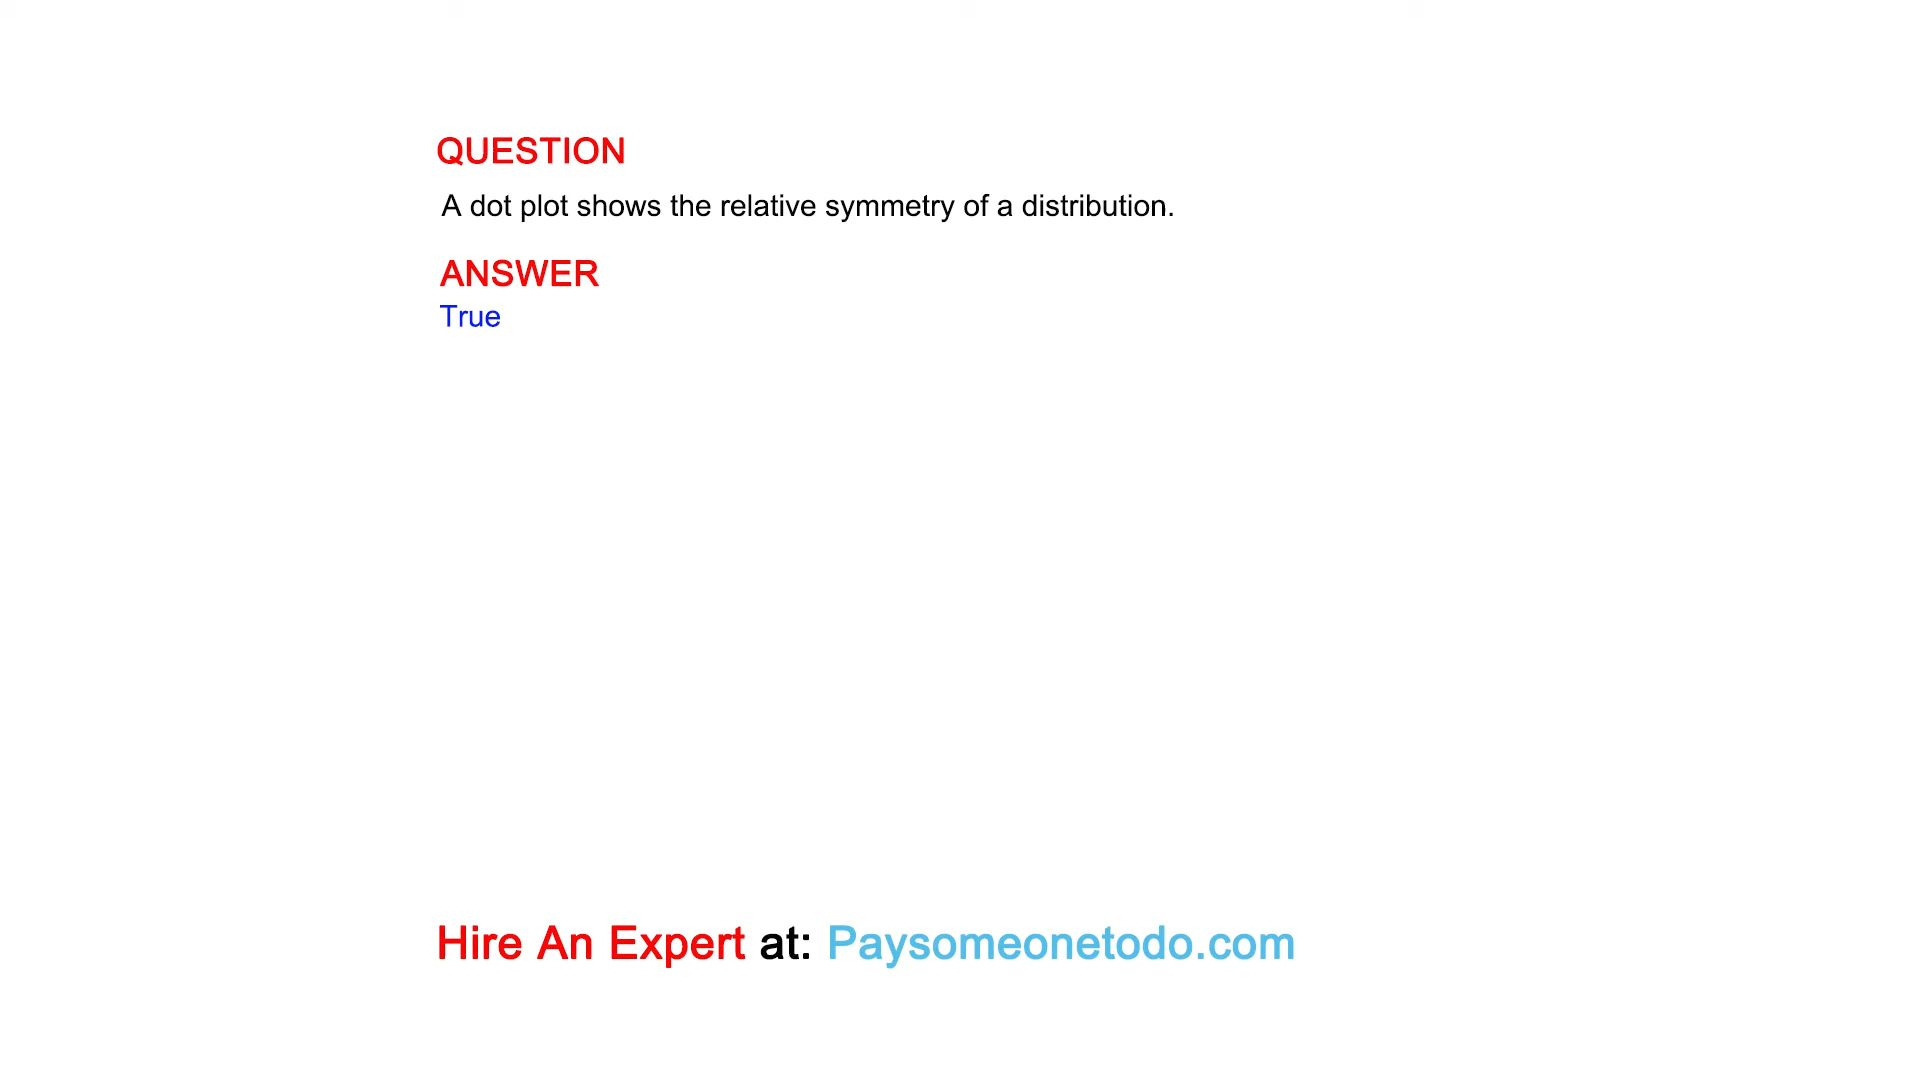 QUESTION
A dot plot shows the relative symmetry of a distribution.
ANSWER
True
Hire An Expert at: Paysomeonetodo.com